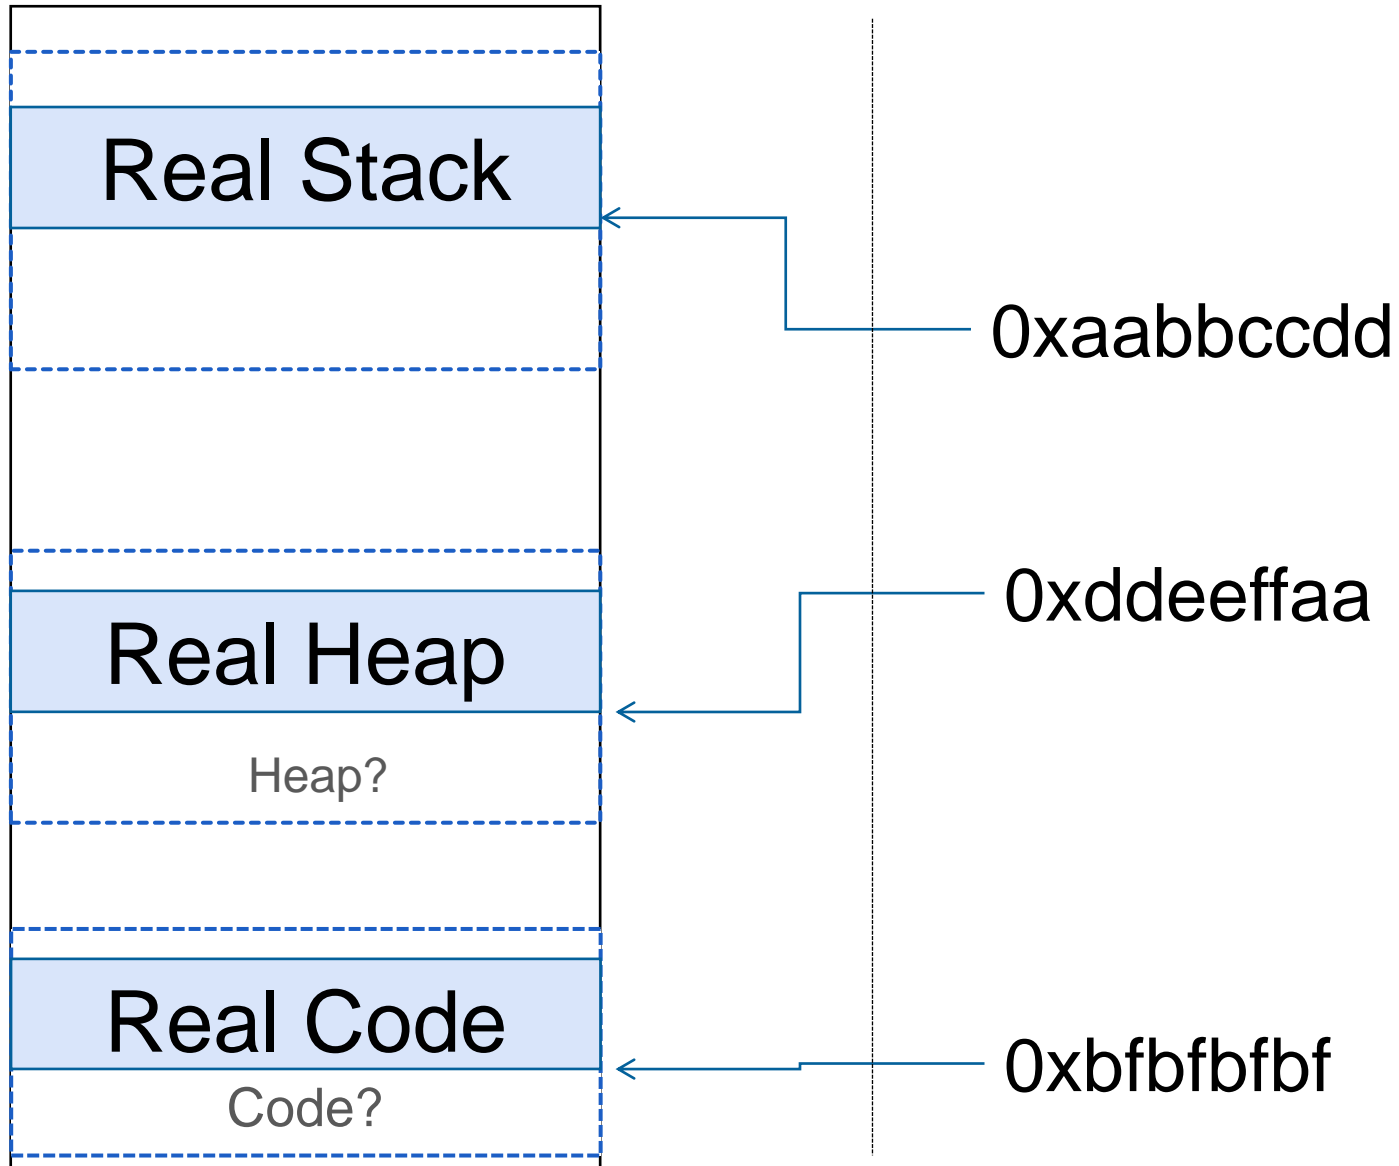 Real Stack
0xaabbccdd
0xddeeffaa
Real Heap
Heap?
Real Code
0xbfbfbfbf
Code?